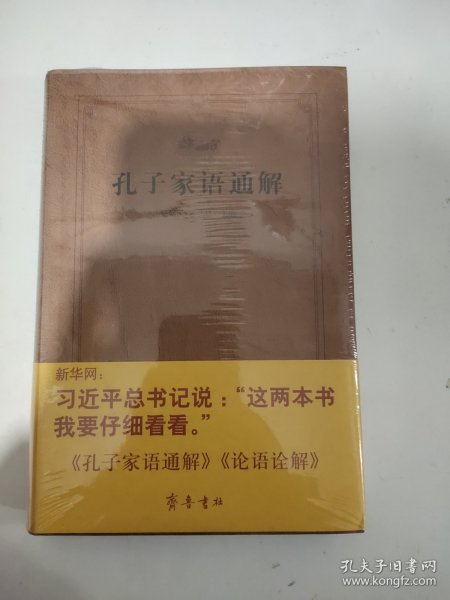 孔子家语通解
新华网：
习近平总书记说：“这两本书
我要仔细看看。”
《孔子家语通解》《论语诠解》
齊鲁書社
孔夫子旧书网
www.kongfz.com